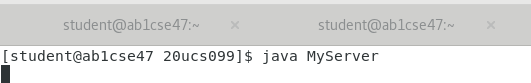 student@ab1cse47:~ × student@ab1cse47:~ ×
[student@ab1cse47 20ucs099]$ java MyServer